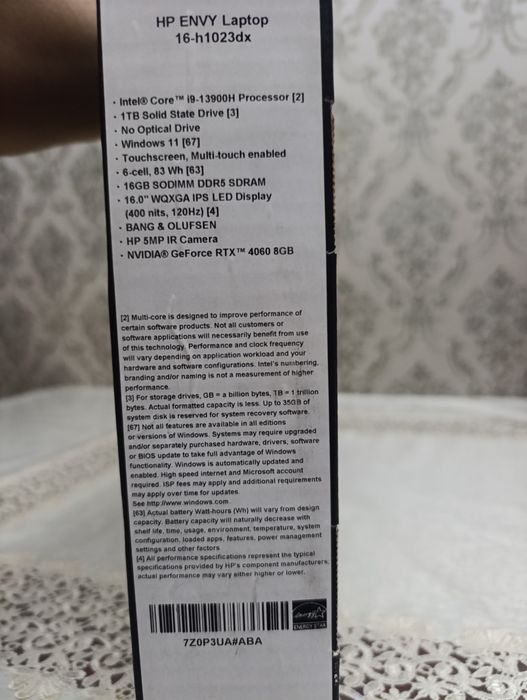 HP ENVY Laptop
16-h1023dx
· Intel® Core™ i9-13900H Processor [2]
· 1TB Solid State Drive [3]
· No Optical Drive
· Windows 11 [67]
· Touchscreen, Multi-touch enabled
· 6-cell, 83 Wh [63]
· 16GB SODIMM DDR5 SDRAM
· 16.0" WQXGA IPS LED Display
(400 nits, 120Hz) [4]
· BANG & OLUFSEN
· HP 5MP IR Camera
· NVIDIA® GeForce RTX™ 4060 8GB
[2] Multi-core is designed to improve performance of
certain software products. Not all customers or
software applications will necessarily benefit from use
of this technology. Performance and clock frequency
will vary depending on application workload and your
hardware and software configurations. Intel's numbering,
branding and/or naming is not a measurement of higher
performance.
[3] For storage drives, GB = a billion bytes, TB = 1 trillion
bytes. Actual formatted capacity is less. Up to 35GB of
system disk is reserved for system recovery software.
[67] Not all features are available in all editions
or versions of Windows. Systems may require upgraded
and/or separately purchased hardware, drivers, software
or BIOS update to take full advantage of Windows
functionality. Windows is automatically updated and
enabled. High speed internet and Microsoft account
required. ISP fees may apply and additional requirements
may apply over time for updates.
See http://www.windows.com.
[63] Actual battery Watt-hours (Wh) will vary from design
capacity. Battery capacity will naturally decrease with
shelf life, time, usage, environment, temperature, system
configuration, loaded apps, features, power management
settings and other factors.
[4] All performance specifications represent the typical
specifications provided by HP's component manufacturers;
actual performance may vary either higher or lower.
energy
ENERGY STAR
7Z0P3UA#ABA